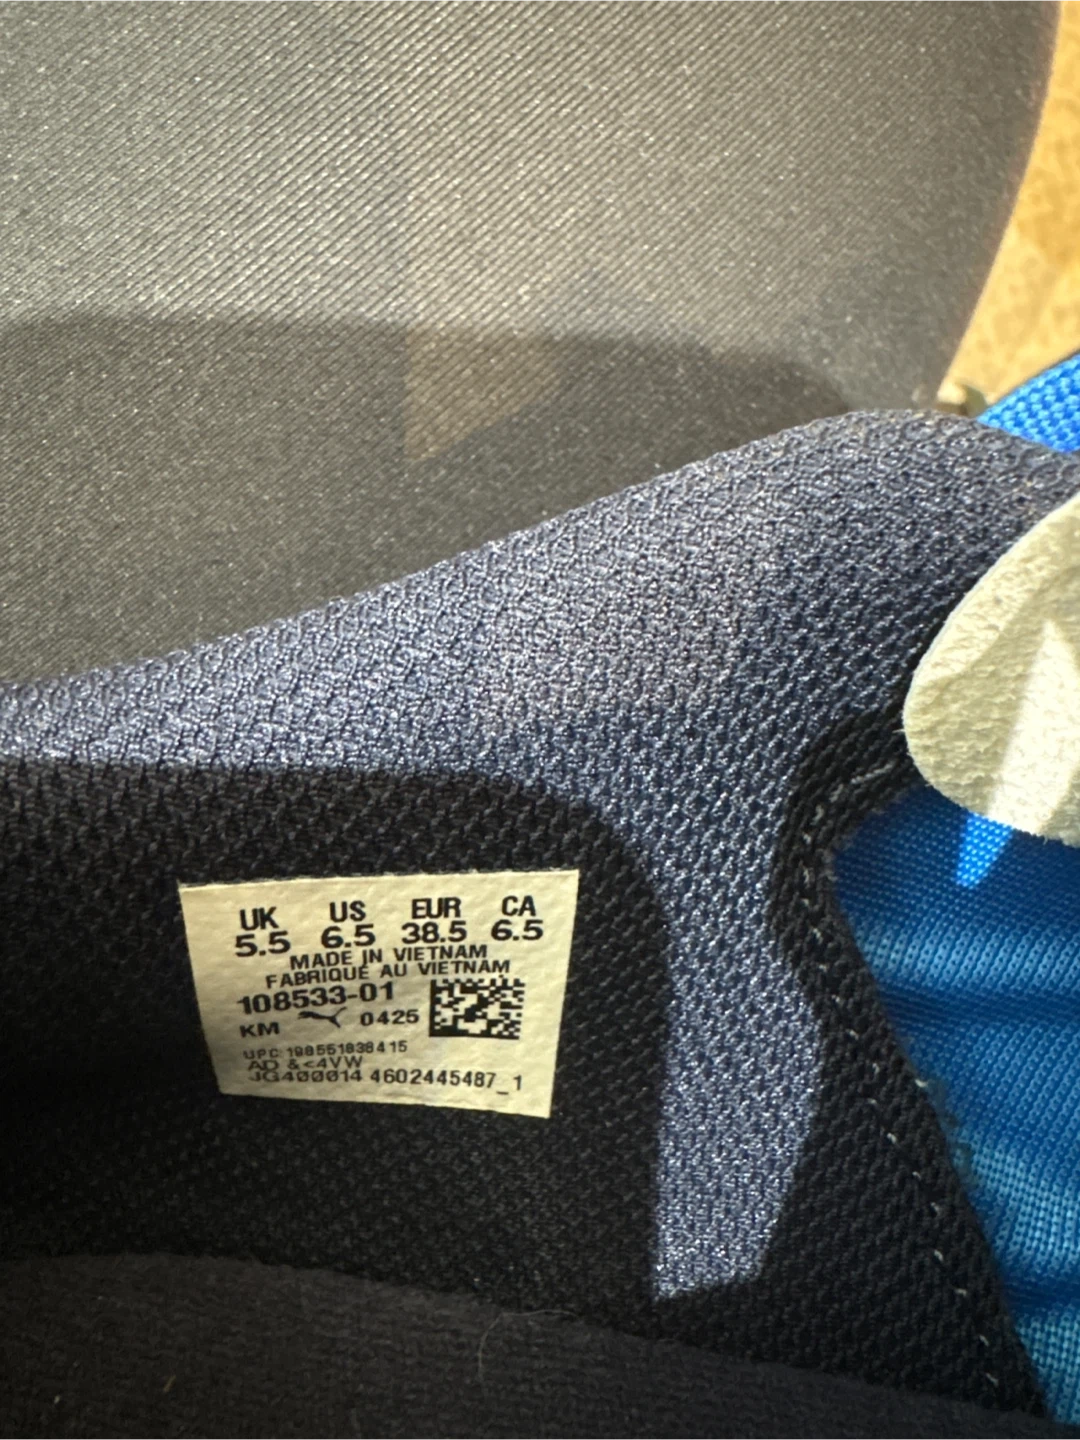 UK US EUR CA
5.5 6.5 38.5 6.5
MADE IN VIETNAM
FABRIQUÉ AU VIETNAM
108533-01
KM 0425
UPC: 198551838415
AD &<4VW
JG400014 4602445487_1